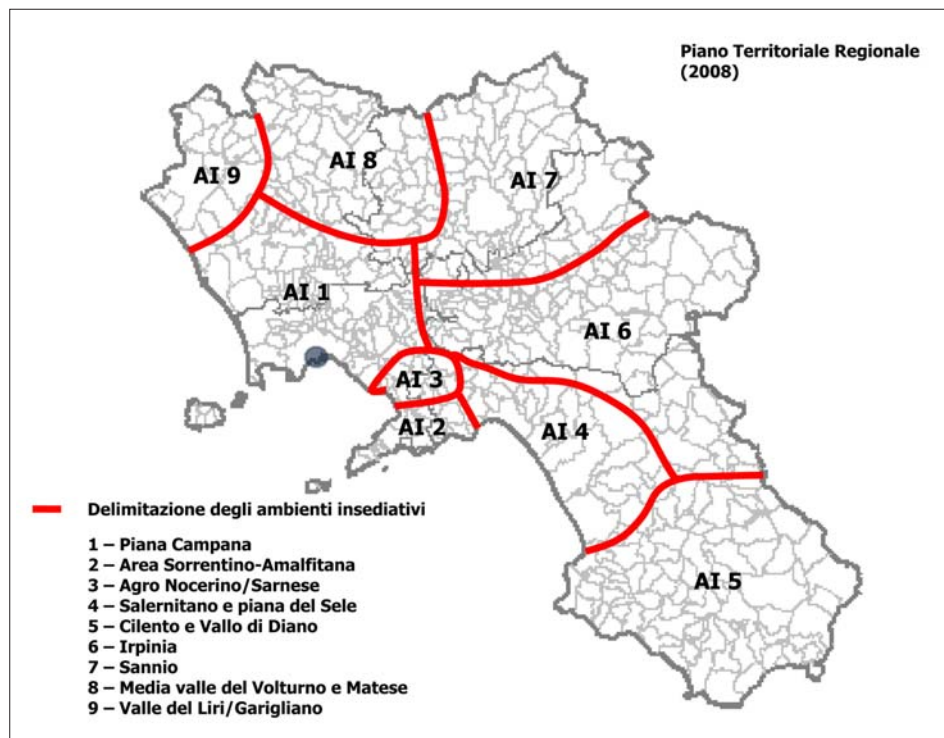 Piano Territoriale Regionale
(2008)
AI 9
AI 8
AI 7
AI 1
AI 6
AI 3
AI 2
AI 4
AI 5
Delimitazione degli ambienti insediativi
1 – Piana Campana
2 – Area Sorrentino-Amalfitana
3 – Agro Nocerino/Sarnese
4 – Salernitano e piana del Sele
5 – Cilento e Vallo di Diano
6 – Irpinia
7 – Sannio
8 – Media valle del Volturno e Matese
9 – Valle del Liri/Garigliano